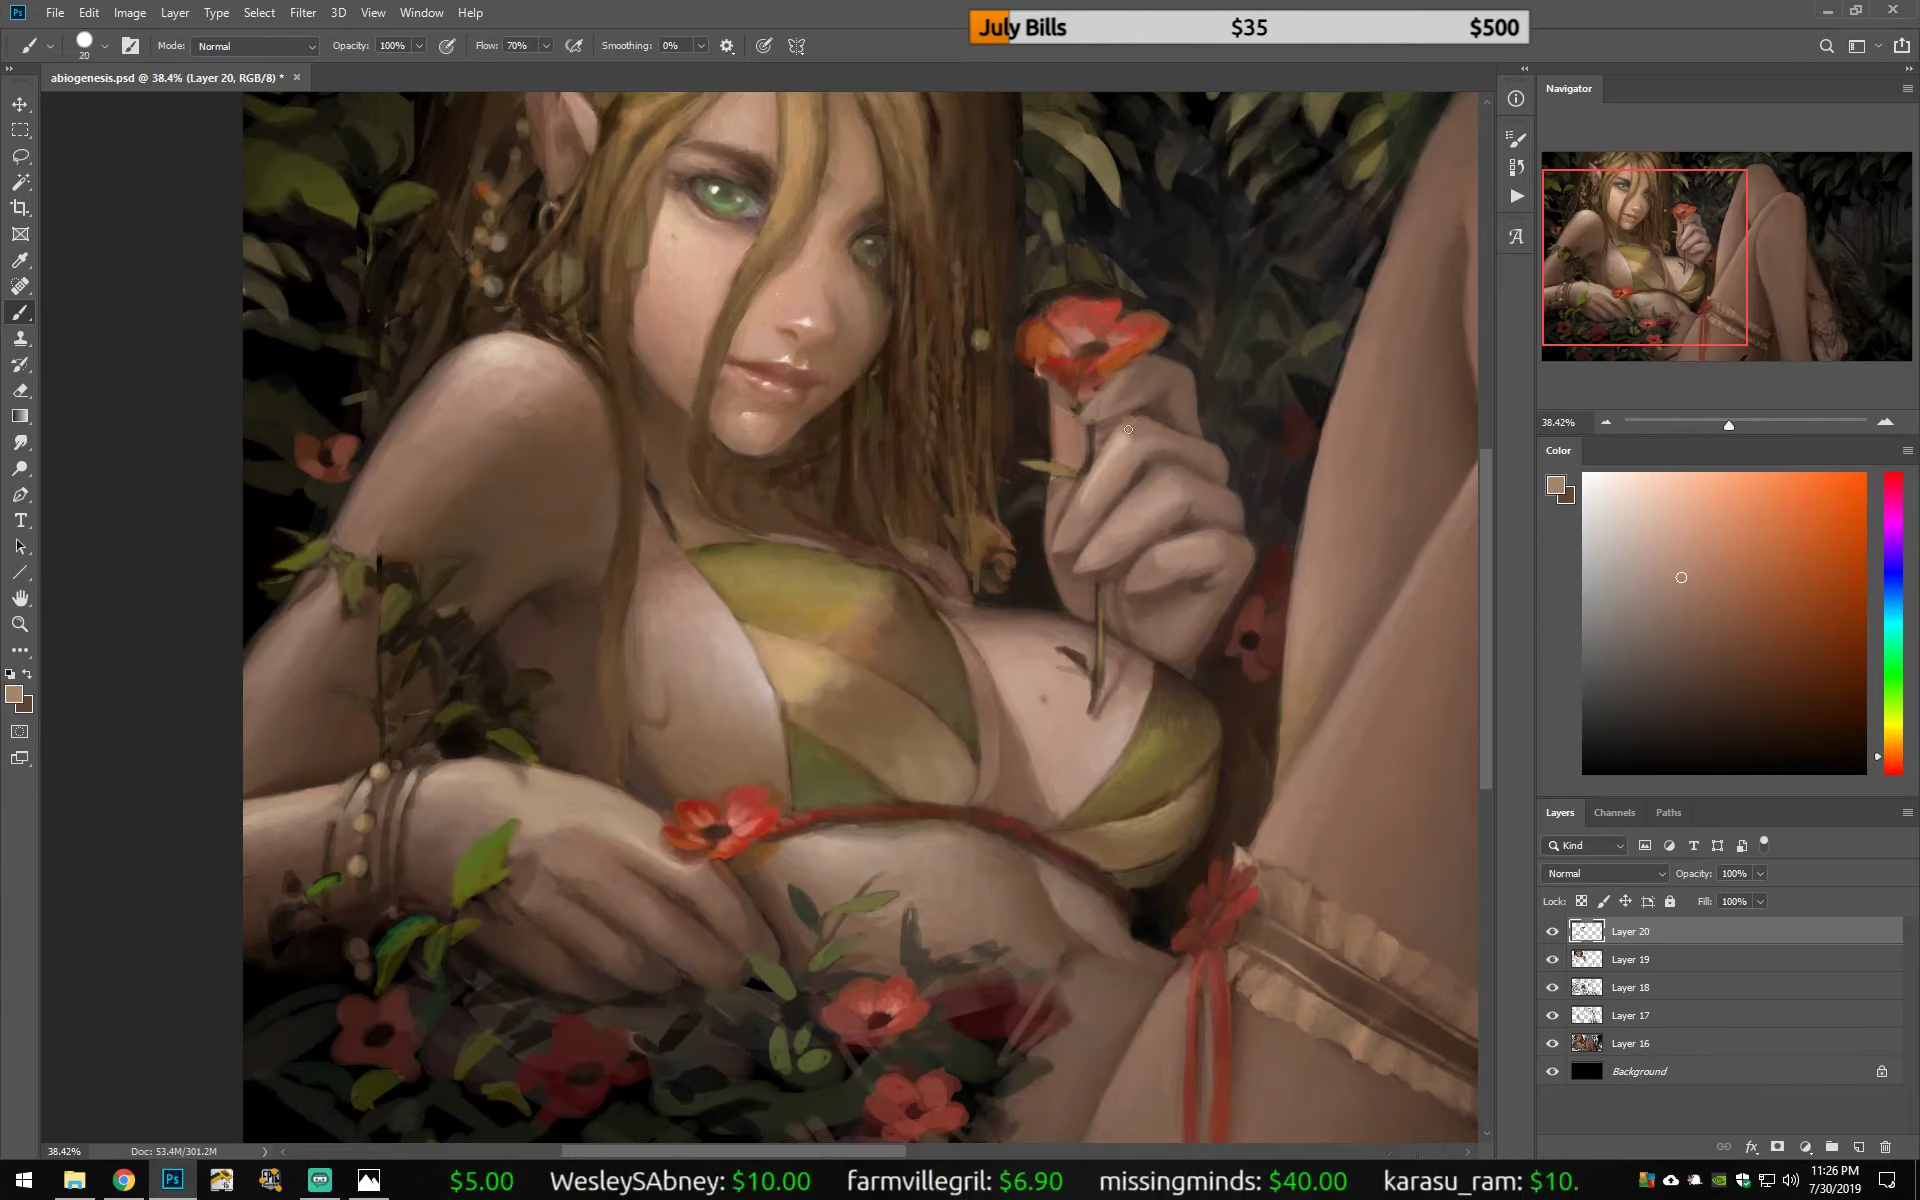 Ps File Edit Image Layer Type Select Filter 3D View Window Help
July Bills $35 $500
20 Mode: Normal Opacity: 100% Flow: 70% Smoothing: 0%
abiogenesis.psd @ 38.4% (Layer 20, RGB/8) *
Navigator
38.42%
Color
Layers Channels Paths
Kind
Normal Opacity: 100%
Lock: Fill: 100%
Layer 20
Layer 19
Layer 18
Layer 17
Layer 16
Background
38.42% Doc: 53.4M/301.2M
Ps $5.00 WesleySAbney: $10.00 farmvillegril: $6.90 missingminds: $40.00 karasu_ram: $10.
11:26 PM
7/30/2019